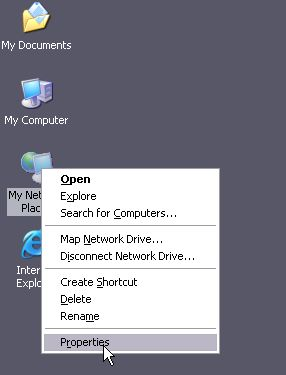 My Documents
My Computer
My Net
Plac
Inter
Explo
Open
Explore
Search for Computers...
Map Network Drive...
Disconnect Network Drive...
Create Shortcut
Delete
Rename
Properties